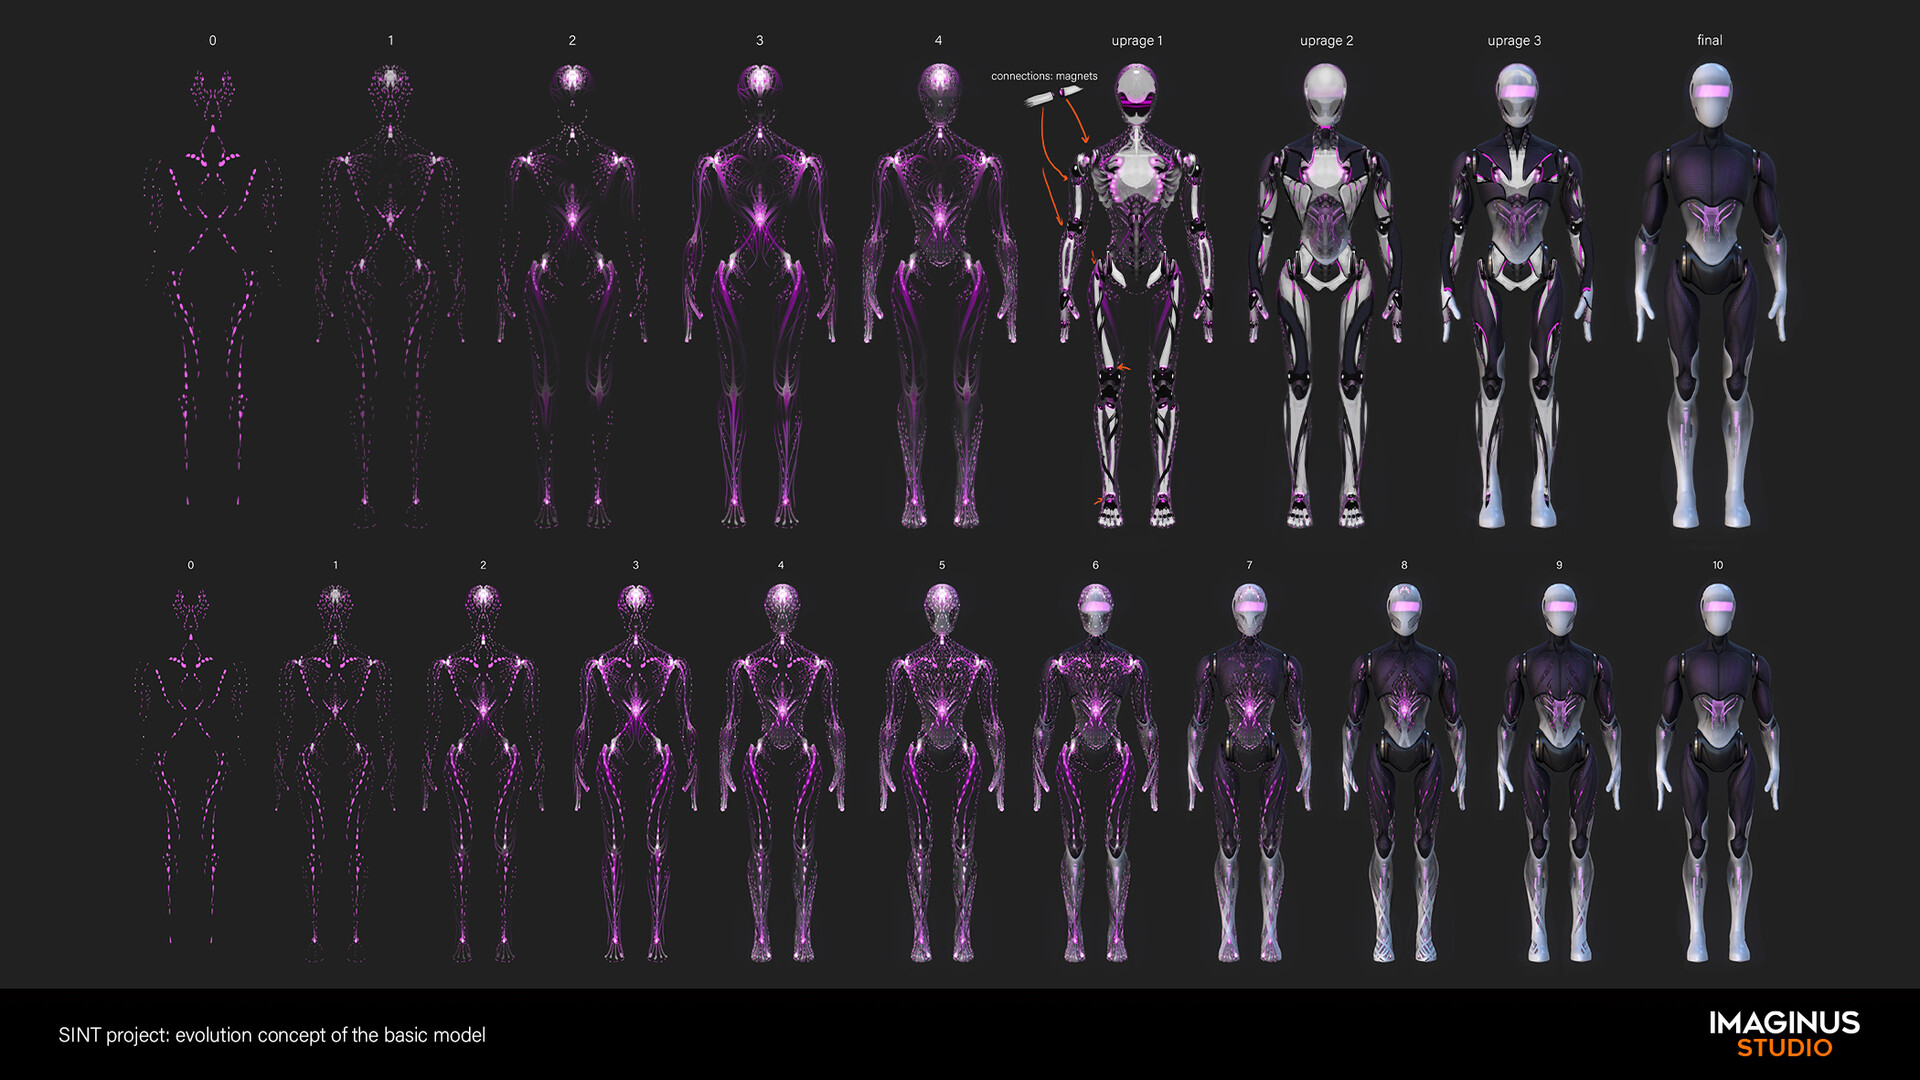 0 1 2 3 4 uprage 1 uprage 2 uprage 3 final
connections: magnets
0 1 2 3 4 5 6 7 8 9 10
SINT project: evolution concept of the basic model
IMAGINUS
STUDIO